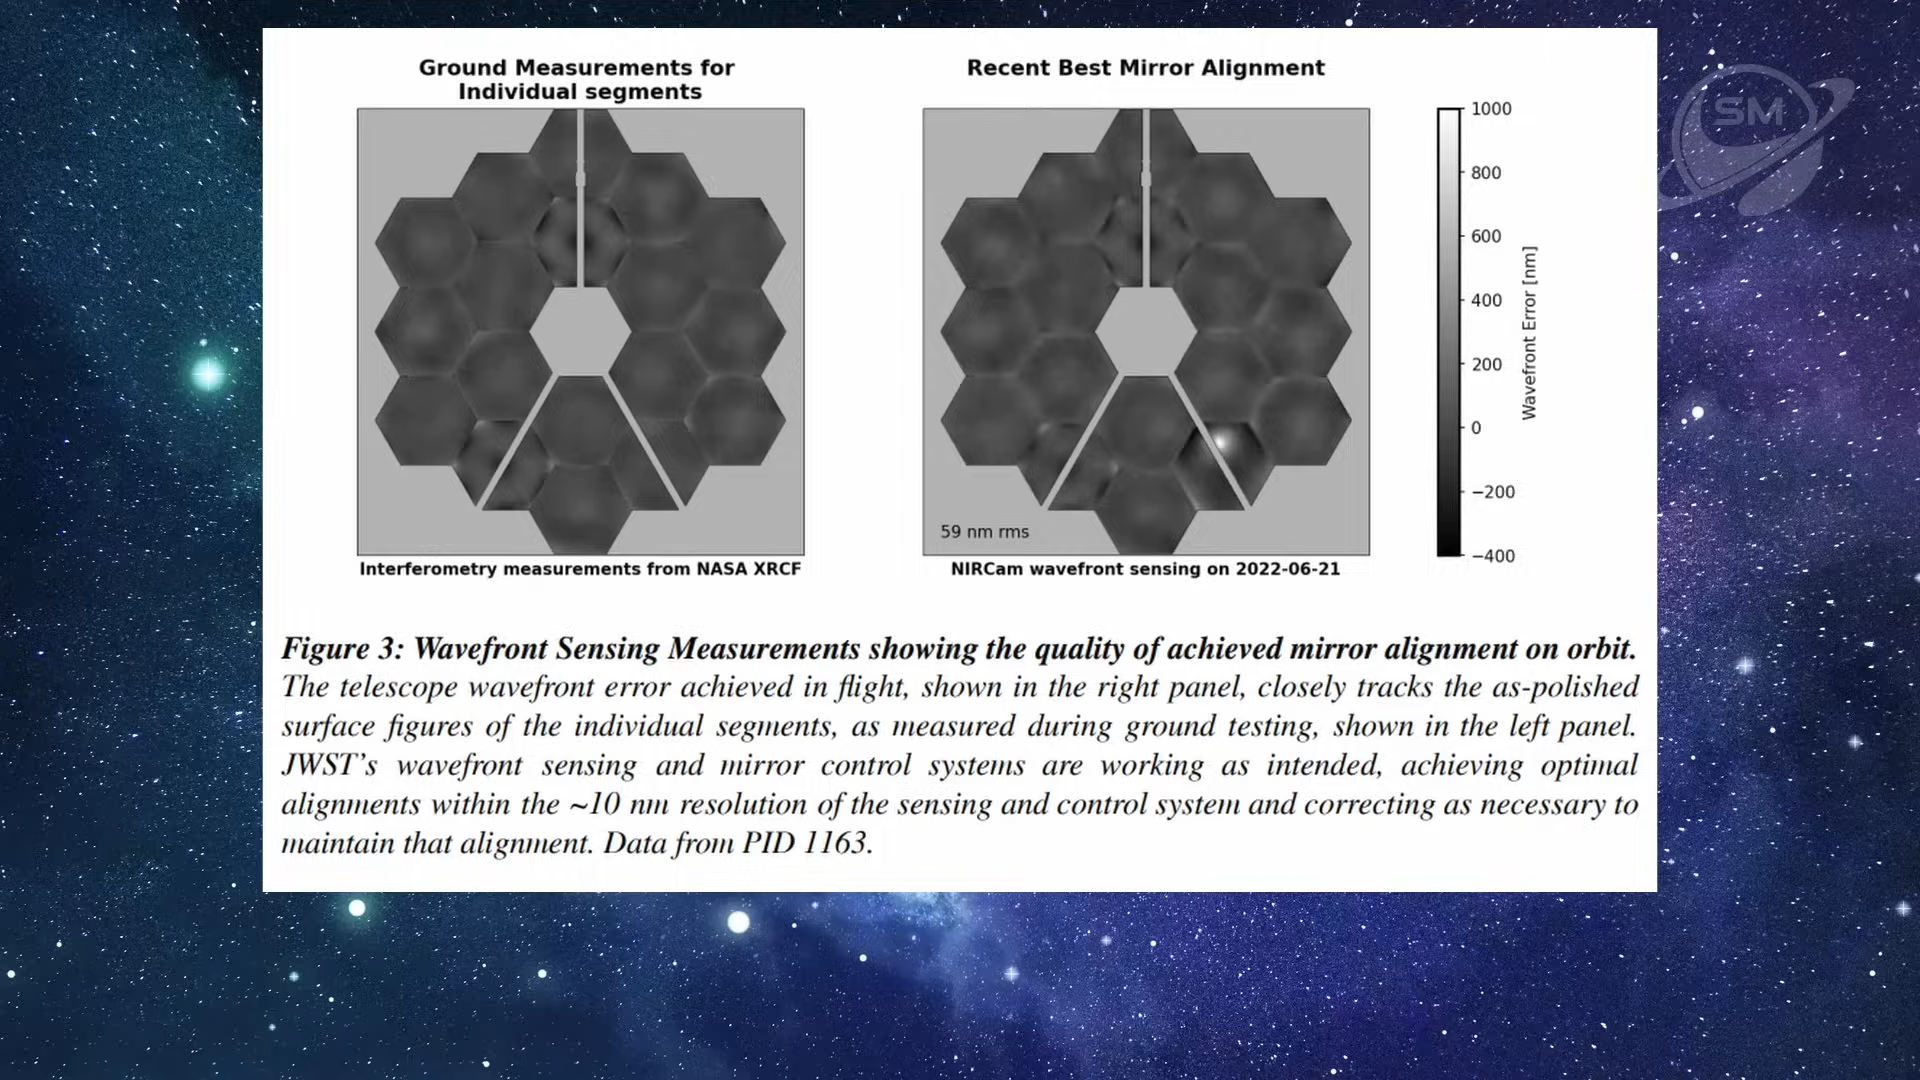 Ground Measurements for
Individual segments
Recent Best Mirror Alignment
SM
1000
800
600
400
200
0
−200
−400
Wavefront Error [nm]
59 nm rms
Interferometry measurements from NASA XRCF
NIRCam wavefront sensing on 2022-06-21
Figure 3: Wavefront Sensing Measurements showing the quality of achieved mirror alignment on orbit.
The telescope wavefront error achieved in flight, shown in the right panel, closely tracks the as-polished
surface figures of the individual segments, as measured during ground testing, shown in the left panel.
JWST's wavefront sensing and mirror control systems are working as intended, achieving optimal
alignments within the ~10 nm resolution of the sensing and control system and correcting as necessary to
maintain that alignment. Data from PID 1163.